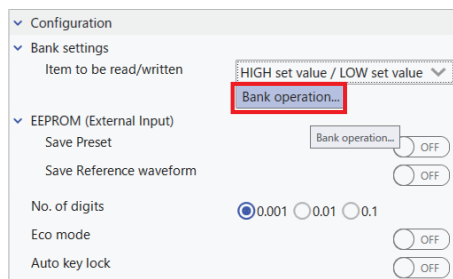 Configuration
Bank settings
Item to be read/written HIGH set value / LOW set value
Bank operation...
EEPROM (External Input)
Bank operation...
Save Preset OFF
Save Reference waveform OFF
No. of digits 0.001 0.01 0.1
Eco mode OFF
Auto key lock OFF